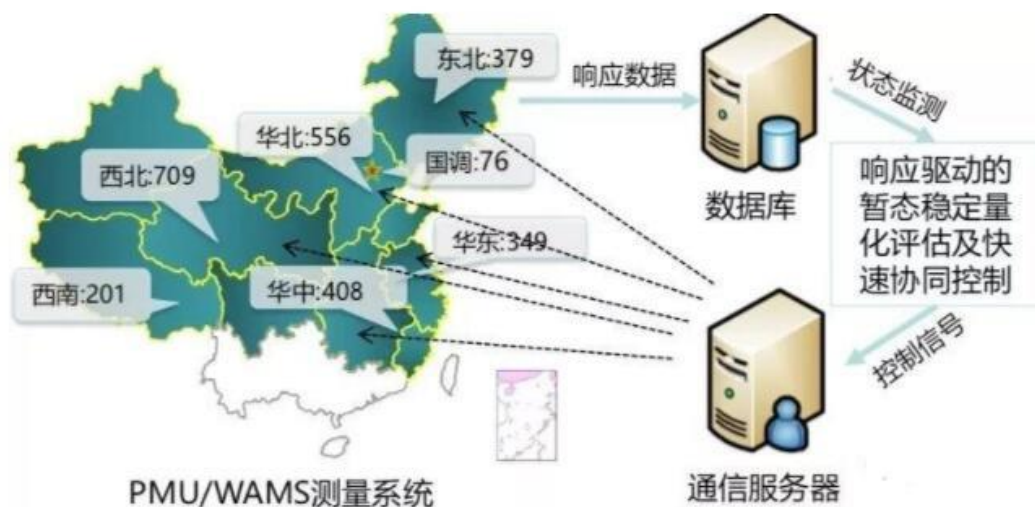 东北:379
响应数据
状态监测
华北:556
国调:76
西北:709
数据库
响应驱动的
暂态稳定量
化评估及快
速协同控制
华东:349
西南:201
华中:408
控制信号
PMU/WAMS测量系统
通信服务器